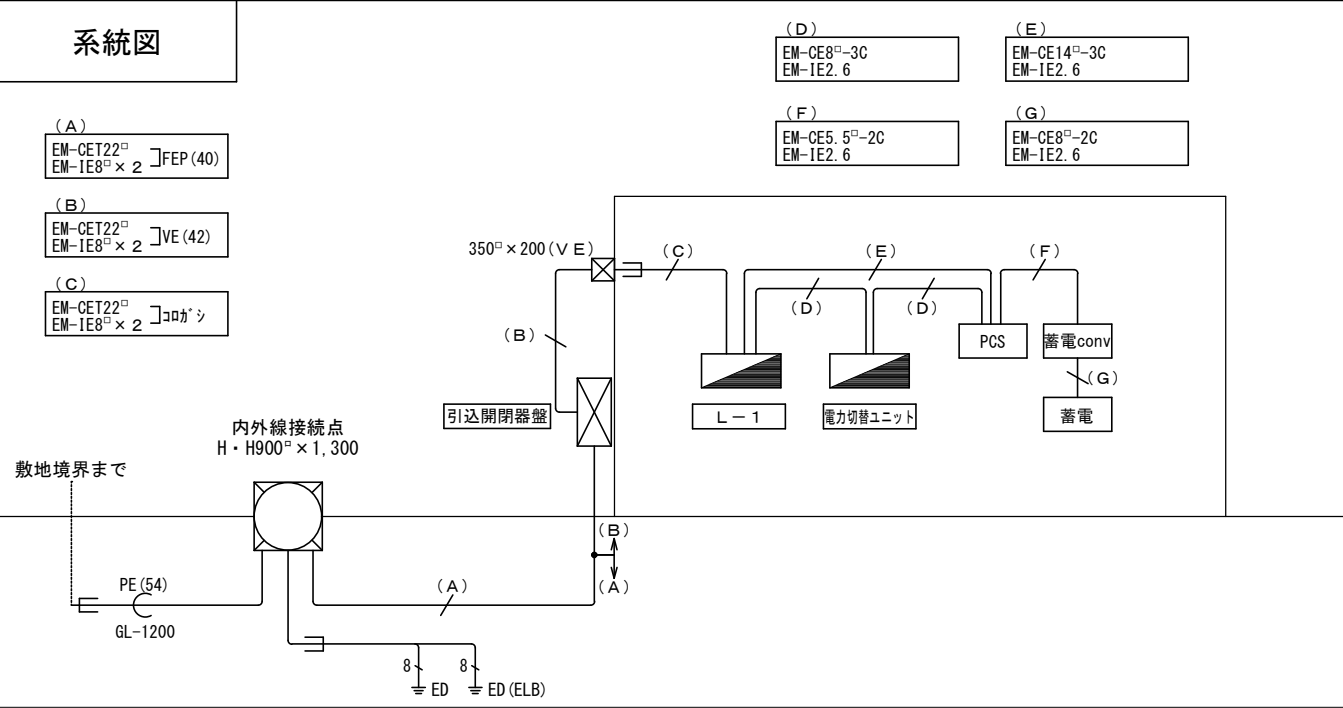 系統図
(D)
EM-CE8□-3C
EM-IE2.6
(E)
EM-CE14□-3C
EM-IE2.6
(A)
EM-CET22□
EM-IE8□×2
FEP(40)
(F)
EM-CE5.5□-2C
EM-IE2.6
(G)
EM-CE8□-2C
EM-IE2.6
(B)
EM-CET22□
EM-IE8□×2
VE(42)
(C)
EM-CET22□
EM-IE8□×2
ｺﾛｶﾞｼ
350□×200(VE)
(C)
(E)
(F)
(D)
(D)
(B)
PCS
蓄電conv
(G)
引込開閉器盤
L-1
電力切替ユニット
蓄電
内外線接続点
H・H900□×1,300
敷地境界まで
(B)
(A)
(A)
PE(54)
GL-1200
8
ED
8
ED(ELB)